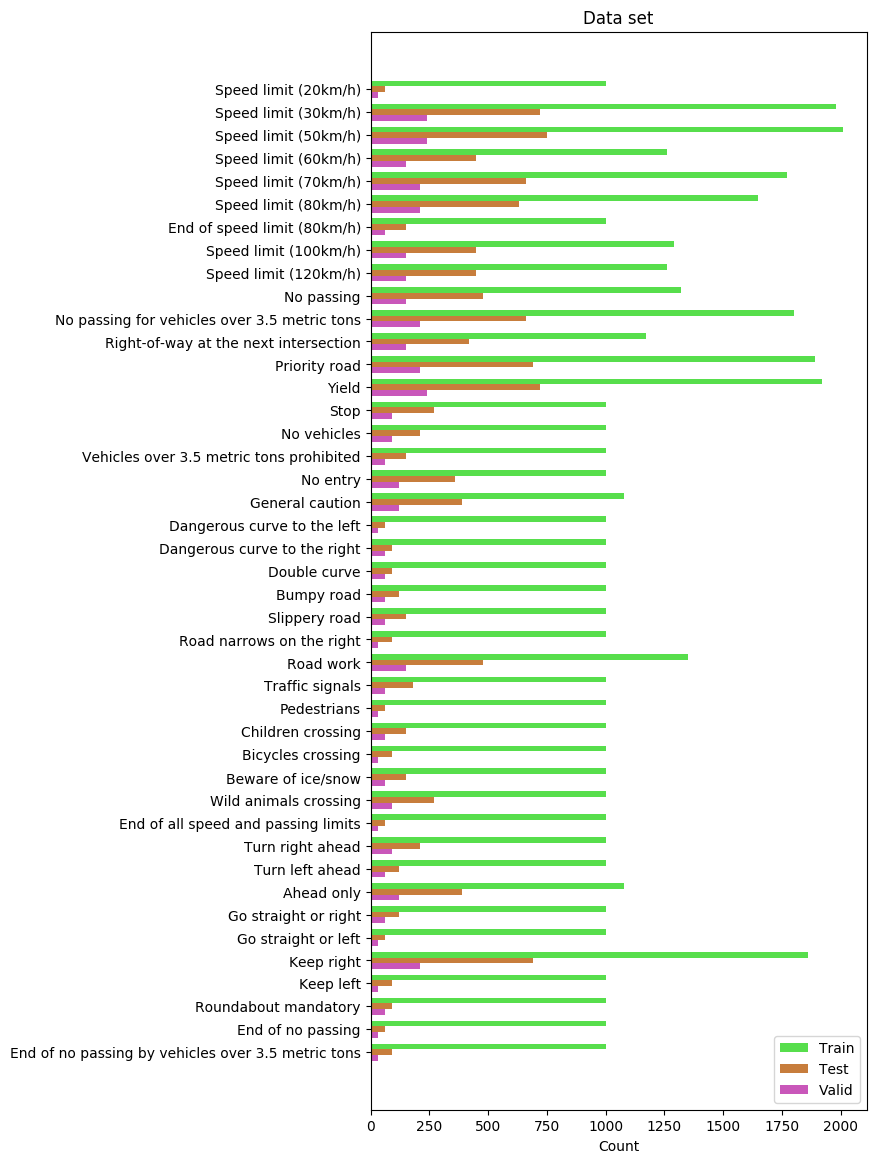 Data set
Speed limit (20km/h)
Speed limit (30km/h)
Speed limit (50km/h)
Speed limit (60km/h)
Speed limit (70km/h)
Speed limit (80km/h)
End of speed limit (80km/h)
Speed limit (100km/h)
Speed limit (120km/h)
No passing
No passing for vehicles over 3.5 metric tons
Right-of-way at the next intersection
Priority road
Yield
Stop
No vehicles
Vehicles over 3.5 metric tons prohibited
No entry
General caution
Dangerous curve to the left
Dangerous curve to the right
Double curve
Bumpy road
Slippery road
Road narrows on the right
Road work
Traffic signals
Pedestrians
Children crossing
Bicycles crossing
Beware of ice/snow
Wild animals crossing
End of all speed and passing limits
Turn right ahead
Turn left ahead
Ahead only
Go straight or right
Go straight or left
Keep right
Keep left
Roundabout mandatory
End of no passing
End of no passing by vehicles over 3.5 metric tons
Train
Test
Valid
0 250 500 750 1000 1250 1500 1750 2000
Count